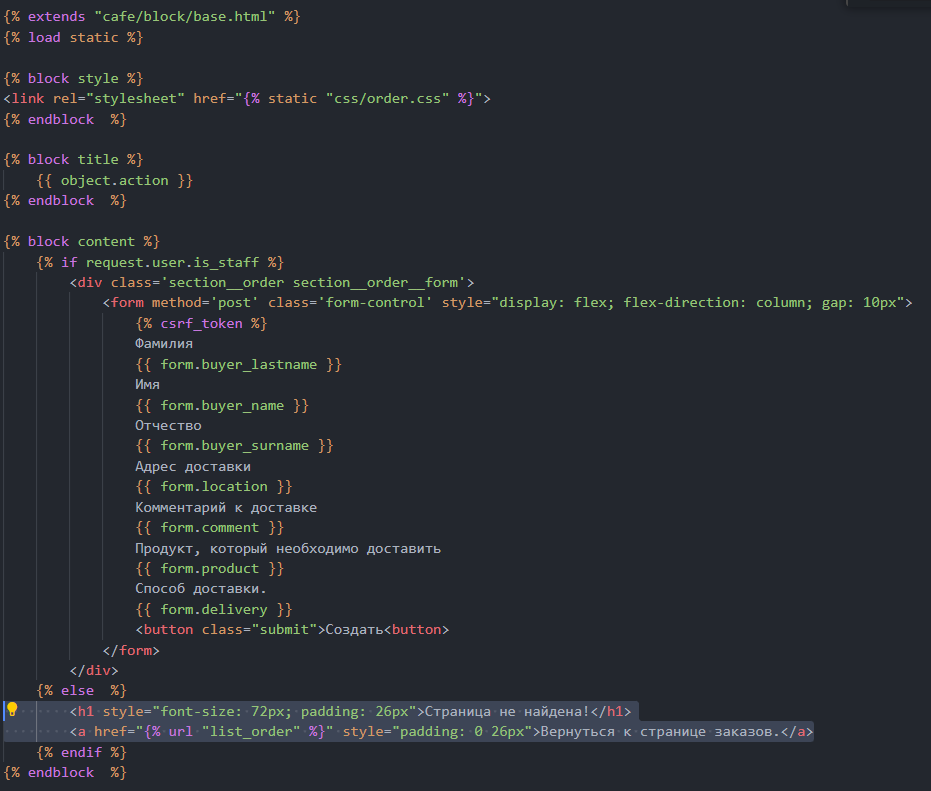 {% extends "cafe/block/base.html" %}
{% load static %}
{% block style %}
<link rel="stylesheet" href="{% static "css/order.css" %}">
{% endblock  %}
{% block title %}
{{ object.action }}
{% endblock  %}
{% block content %}
{% if request.user.is_staff %}
<div class='section__order section__order__form'>
<form method='post' class='form-control' style="display: flex; flex-direction: column; gap: 10px">
{% csrf_token %}
Фамилия
{{ form.buyer_lastname }}
Имя
{{ form.buyer_name }}
Отчество
{{ form.buyer_surname }}
Адрес доставки
{{ form.location }}
Комментарий к доставке
{{ form.comment }}
Продукт, который необходимо доставить
{{ form.product }}
Способ доставки.
{{ form.delivery }}
<button class="submit">Создать<button>
</form>
</div>
{% else  %}
<h1 style="font-size: 72px; padding: 26px">Страница не найдена!</h1>
<a href="{% url "list_order" %}" style="padding: 0 26px">Вернуться к странице заказов.</a>
{% endif %}
{% endblock  %}